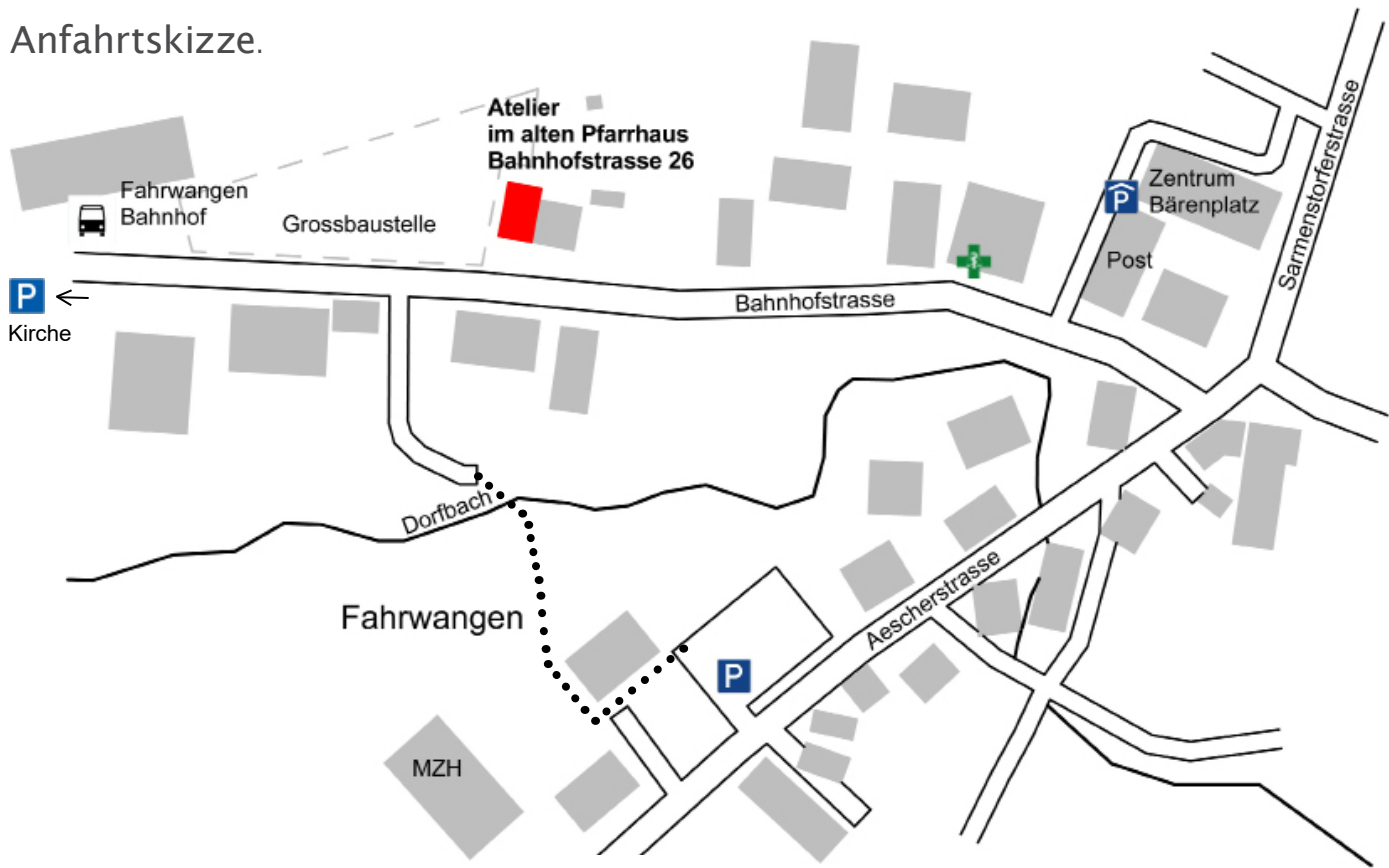 Anfahrtskizze.
Atelier
im alten Pfarrhaus
Bahnhofstrasse 26
Fahrwangen
Bahnhof
Grossbaustelle
P
Kirche
Bahnhofstrasse
P
Zentrum
Bärenplatz
Post
Sarmenstorferstrasse
Dorfbach
Fahrwangen
Aescherstrasse
P
MZH